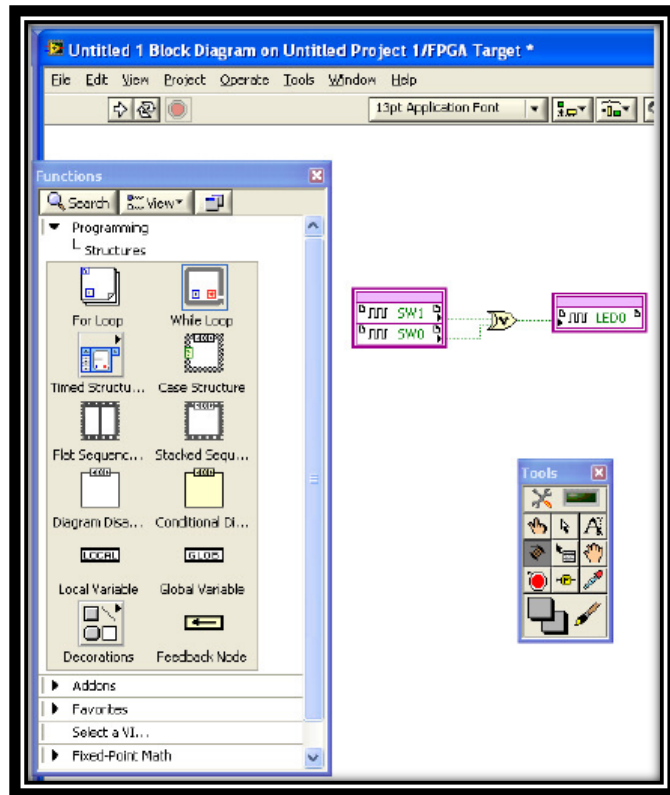 Untitled 1 Block Diagram on Untitled Project 1/FPGA Target *
File Edit View Project Operate Tools Window Help
13pt Application Font
Functions
Search View
Programming
Structures
For Loop While Loop
Timed Structu... Case Structure
Flat Sequenc... Stacked Sequ...
Diagram Disa... Conditional Di...
LOCAL GLOB
Local Variable Global Variable
Decorations Feedback Node
Addons
Favorites
Select a VI...
Fixed-Point Math
SW1
SW0
LED0
Tools